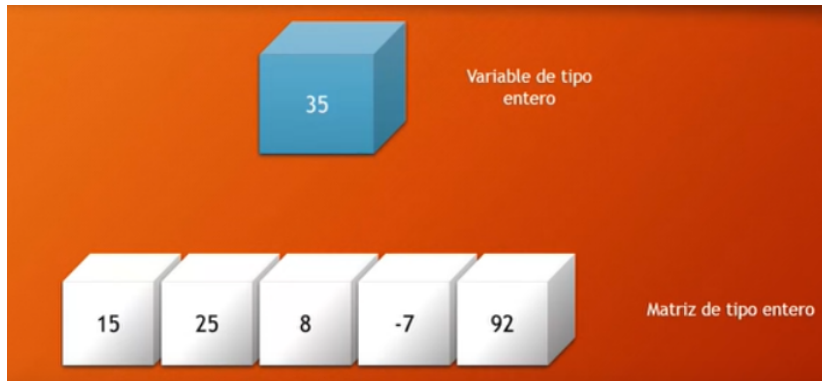 35
Variable de tipo
entero
15 25 8 -7 92
Matriz de tipo entero